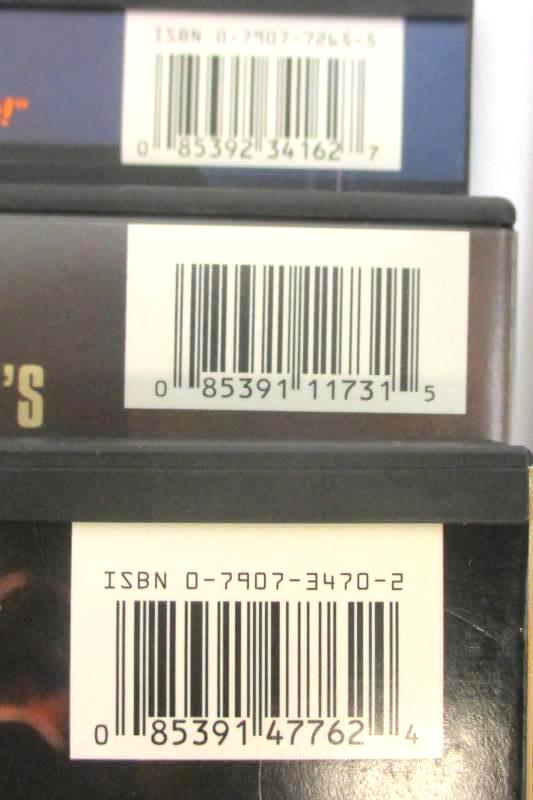 ISBN 0-7907-7265-5
!"
0 85392 34162 7
0 85391 11731 5
'S
ISBN 0-7907-3470-2
0 85391 47762 4